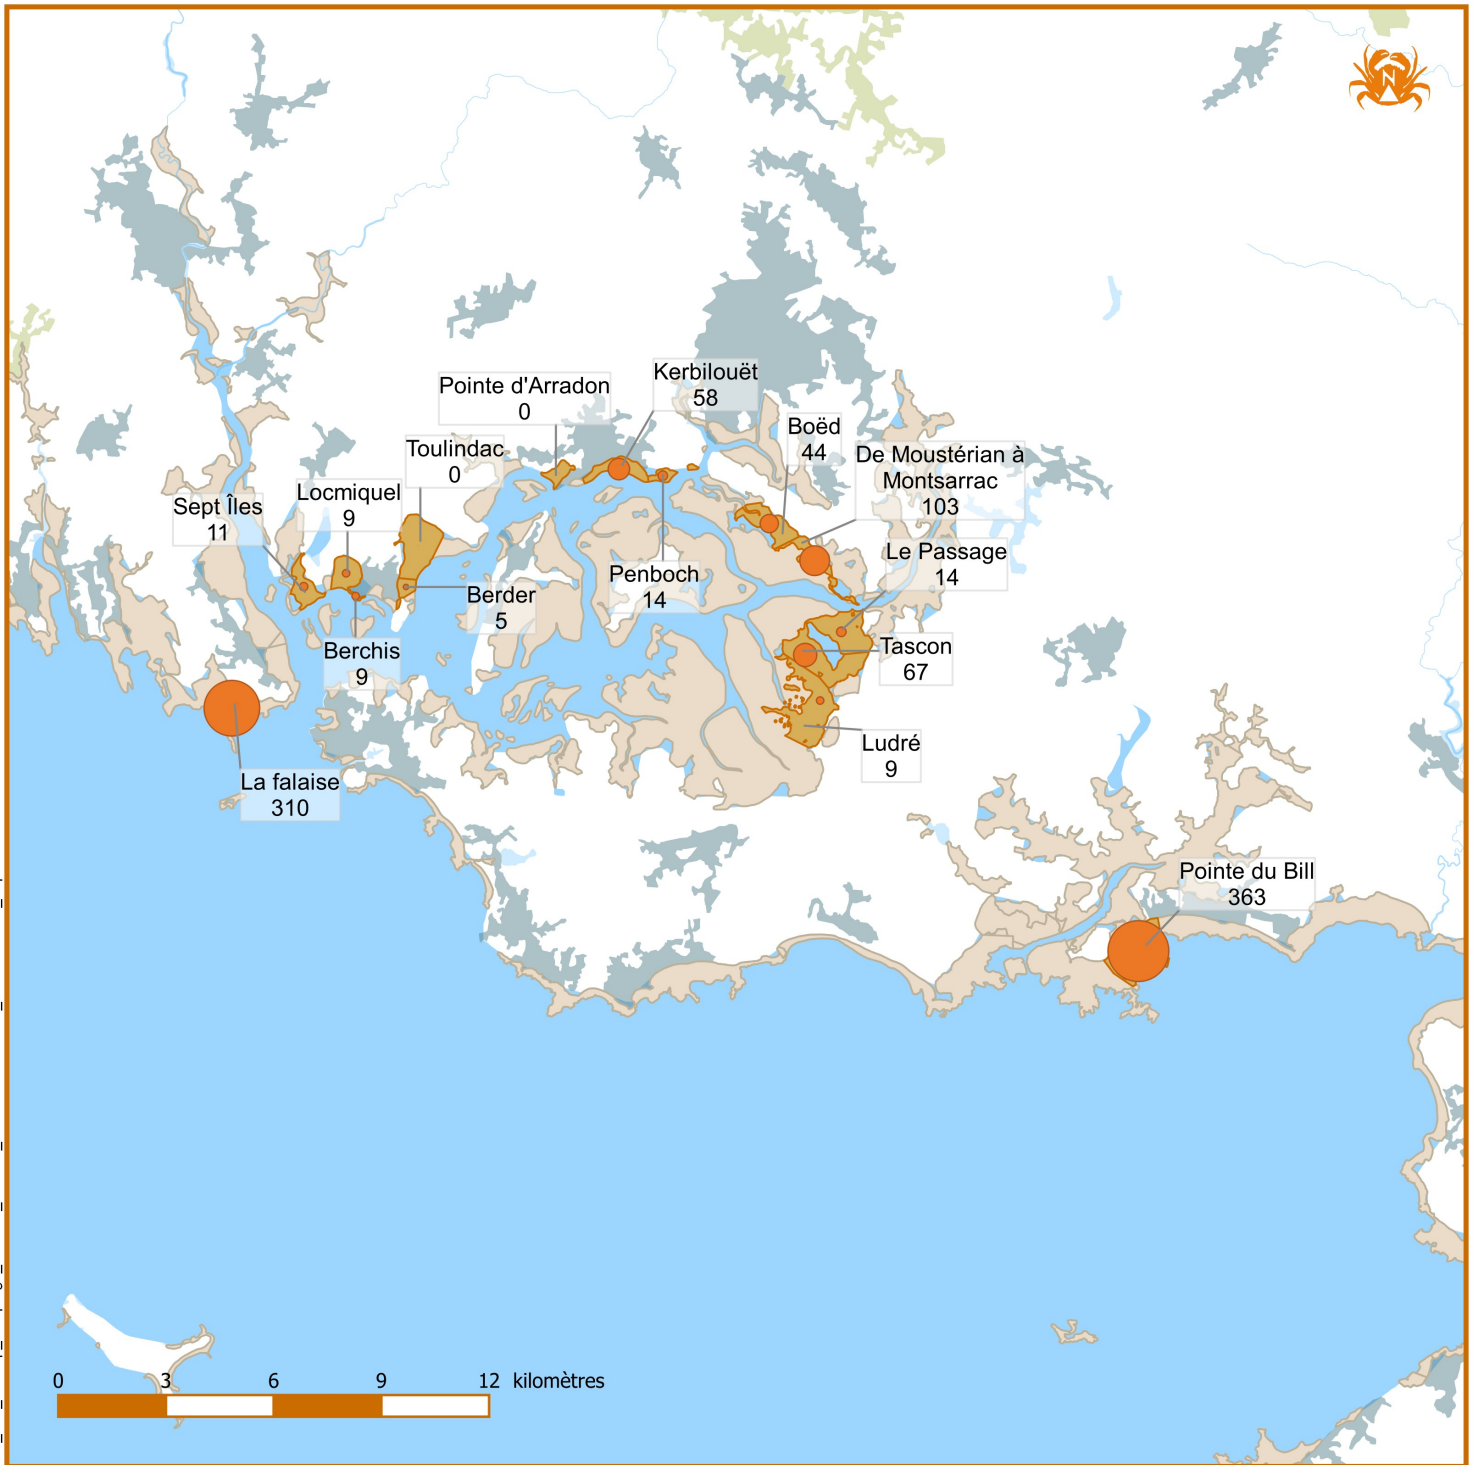 N
Kerbilouët
58
Pointe d'Arradon
0
Boëd
44
Toulindac
0
De Moustérian à
Montsarrac
103
Locmiquel
9
Sept Îles
11
Le Passage
14
Penboch
14
Berder
5
Berchis
9
Tascon
67
Ludré
9
La falaise
310
Pointe du Bill
363
0 3 6 9 12 kilomètres